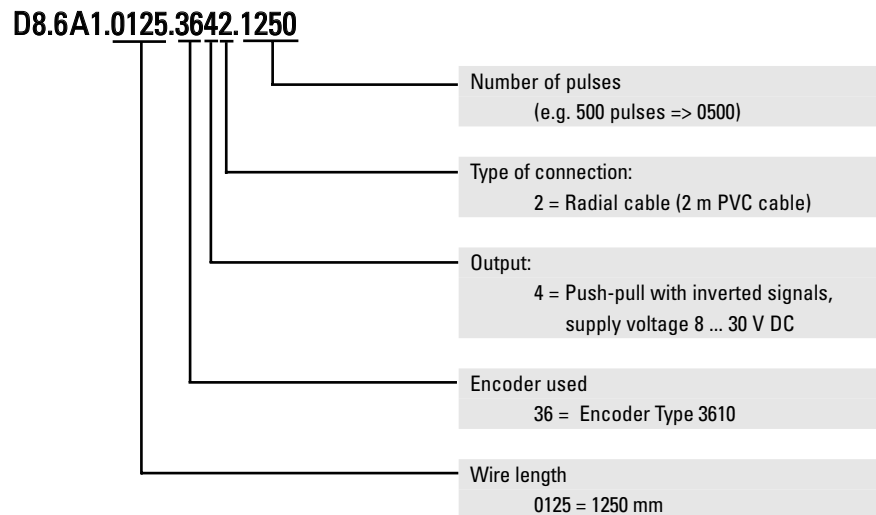 D8.6A1.0125.3642.1250
Number of pulses
(e.g. 500 pulses => 0500)
Type of connection:
2 = Radial cable (2 m PVC cable)
Output:
4 = Push-pull with inverted signals,
supply voltage 8 ... 30 V DC
Encoder used
36 = Encoder Type 3610
Wire length
0125 = 1250 mm